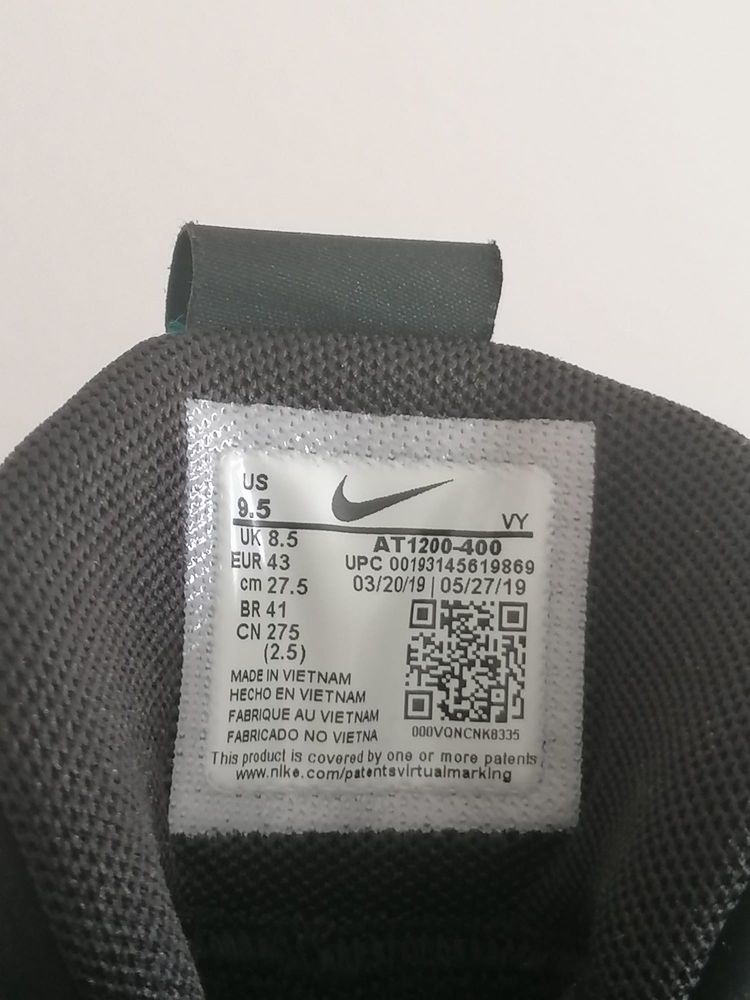 US
9.5
VY
UK 8.5
EUR 43
cm 27.5
BR 41
CN 275
(2.5)
AT1200-400
UPC 00193145619869
03/20/19 | 05/27/19
000VQNCNK8335
MADE IN VIETNAM
HECHO EN VIETNAM
FABRIQUE AU VIETNAM
FABRICADO NO VIETNA
This product is covered by one or more patents
www.nike.com/patentsvirtualmarking